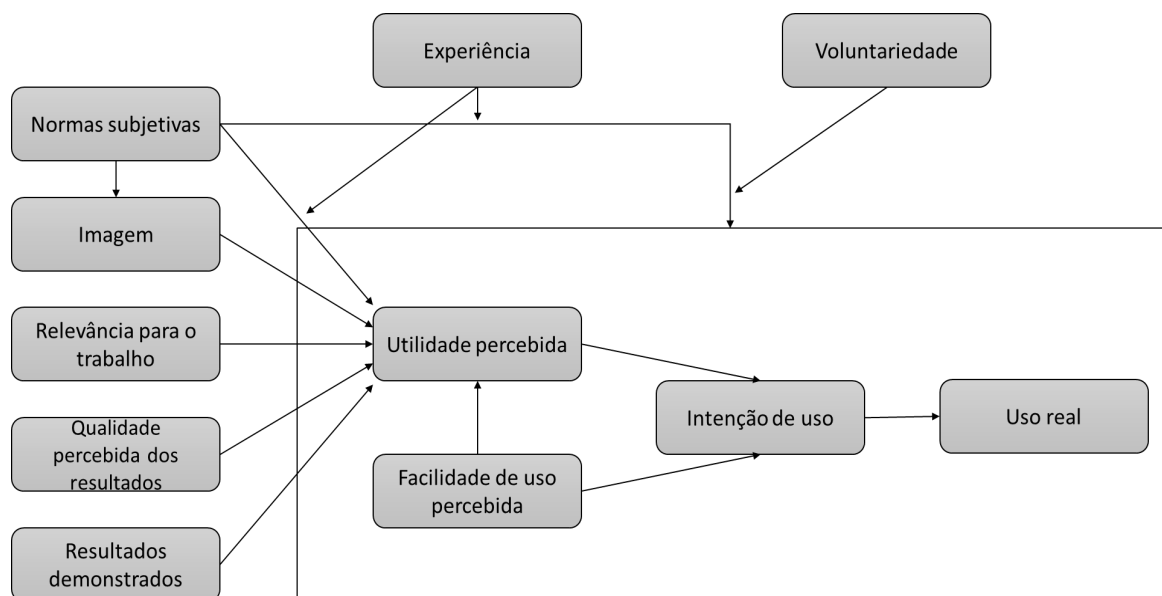 Experiência
Voluntariedade
Normas subjetivas
Imagem
Relevância para o
trabalho
Utilidade percebida
Intenção de uso
Uso real
Qualidade
percebida dos
resultados
Facilidade de uso
percebida
Resultados
demonstrados